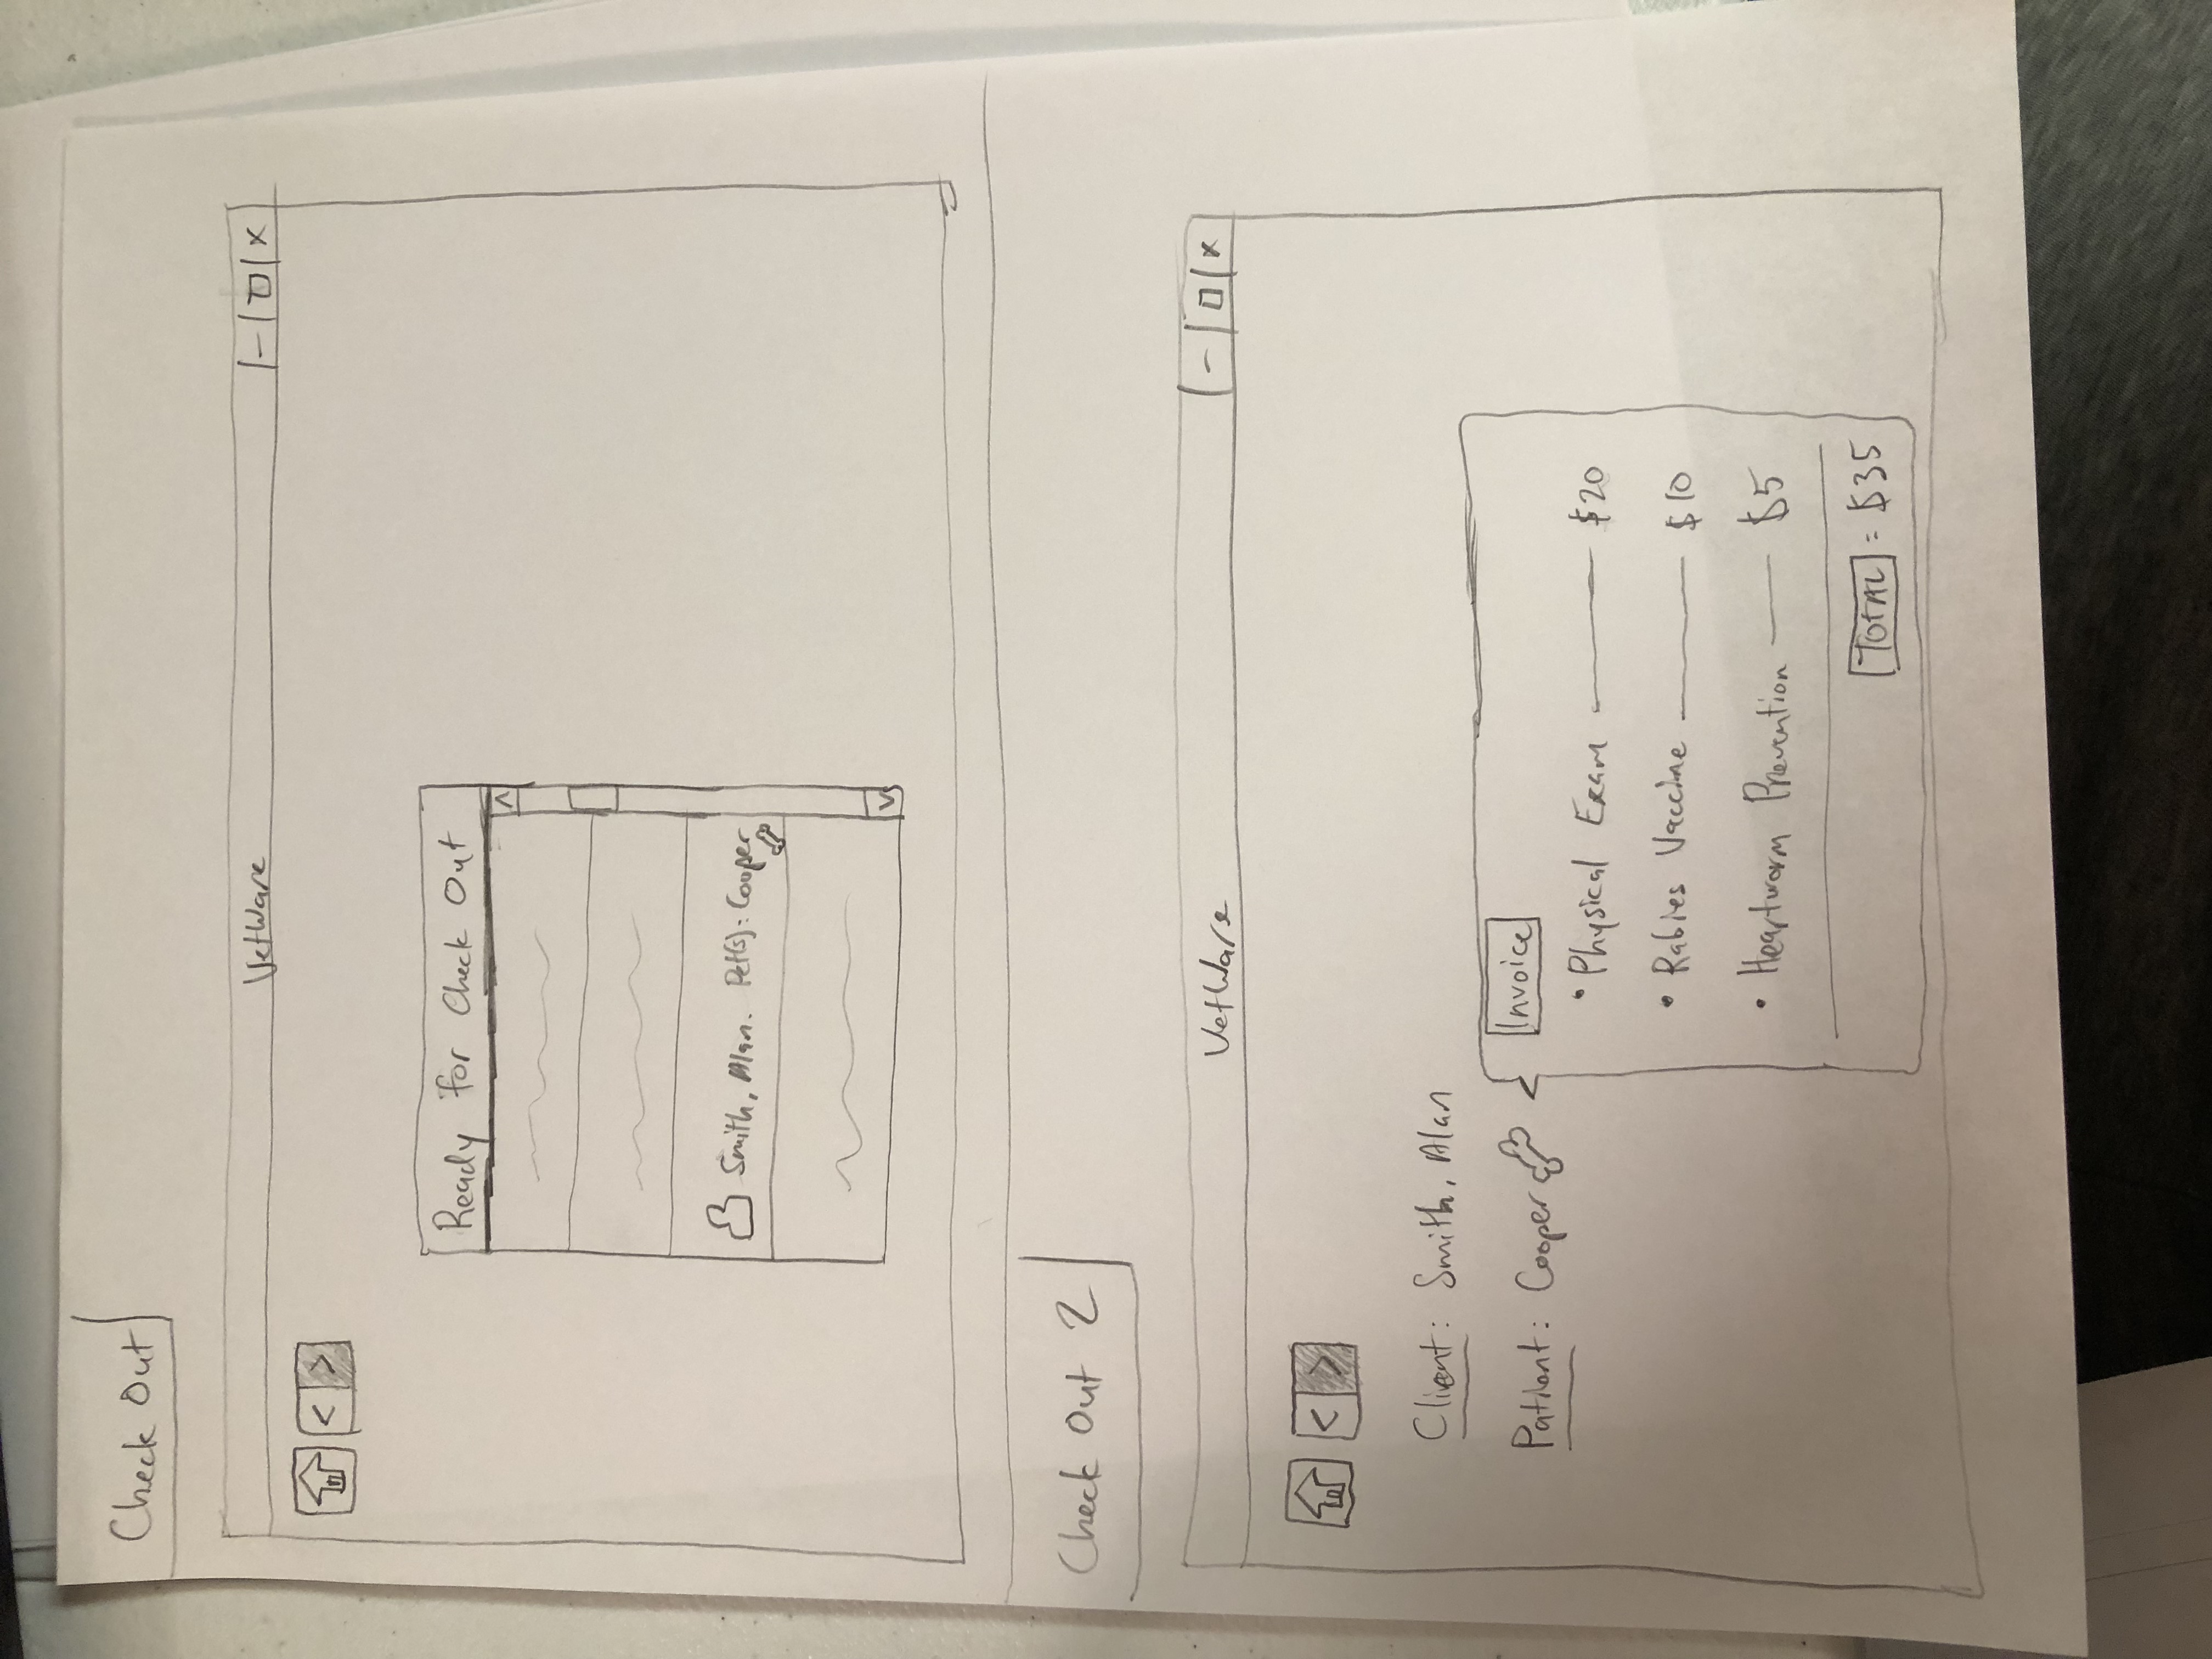 Check Out
VetWare
- □ x
< >
Ready for Check Out
^
Smith, Alan. Pet(s): Cooper
v
Check Out 2
VetWare
- □ x
< >
Client: Smith, Alan
Patient: Cooper
Invoice
• Physical Exam — $20
• Rabies Vaccine — $10
• Heartworm Prevention — $5
TOTAL = $35